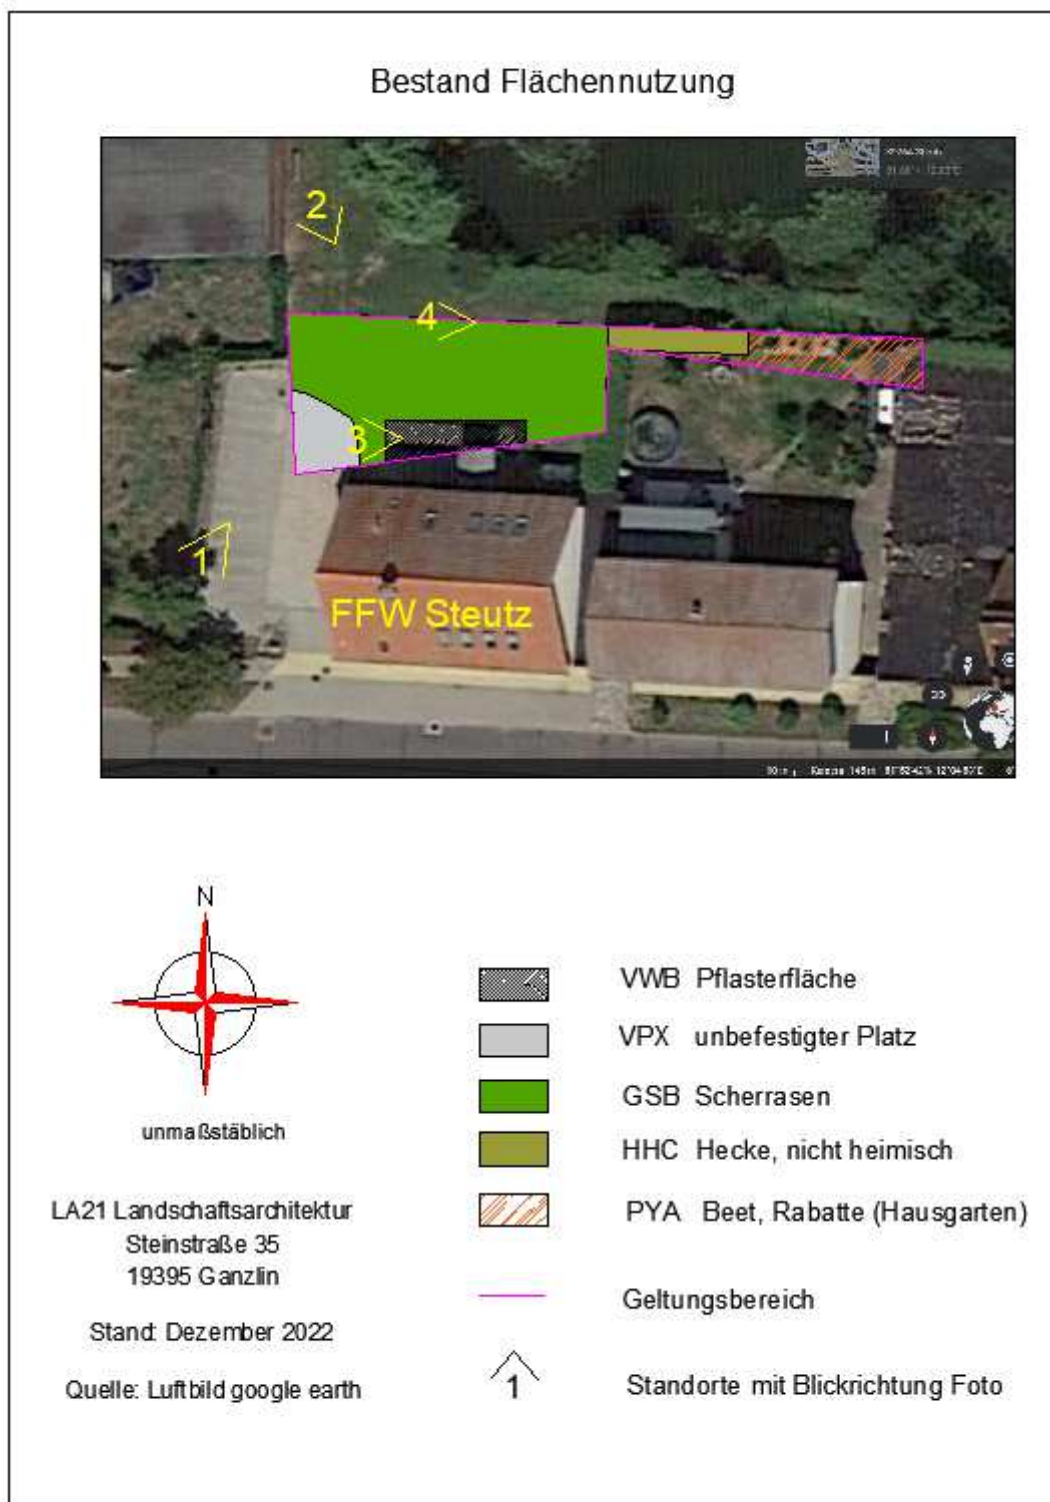 Bestand Flächennutzung
2
4
3
1
FFW Steutz
2D
N
unmaßstäblich
LA21 Landschaftsarchitektur
Steinstraße 35
19395 Ganzlin
Stand: Dezember 2022
Quelle: Luftbild google earth
VWB Pflasterfläche
VPX unbefestigter Platz
GSB Scherrasen
HHC Hecke, nicht heimisch
PYA Beet, Rabatte (Hausgarten)
Geltungsbereich
1
Standorte mit Blickrichtung Foto